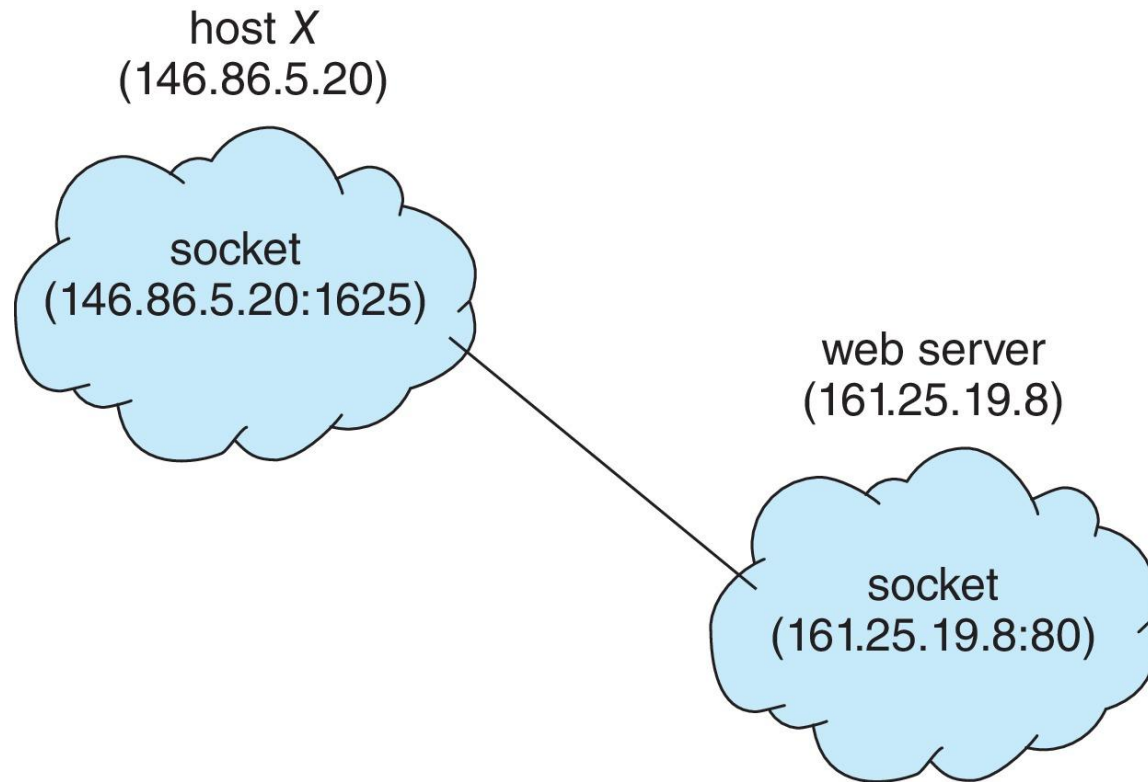 host X
(146.86.5.20)
socket
(146.86.5.20:1625)
web server
(161.25.19.8)
socket
(161.25.19.8:80)